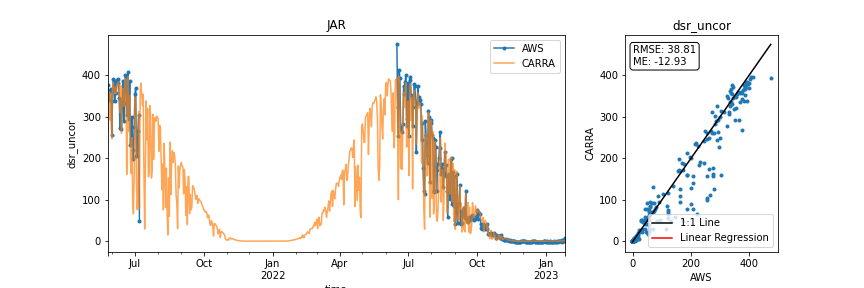 JAR
dsr_uncor
AWS
CARRA
400
300
200
100
0
dsr_uncor
Jul
Oct
Jan
2022
Apr
Jul
Oct
Jan
2023
time
dsr_uncor
RMSE: 38.81
ME: -12.93
400
300
200
100
0
CARRA
1:1 Line
Linear Regression
0
200
400
AWS